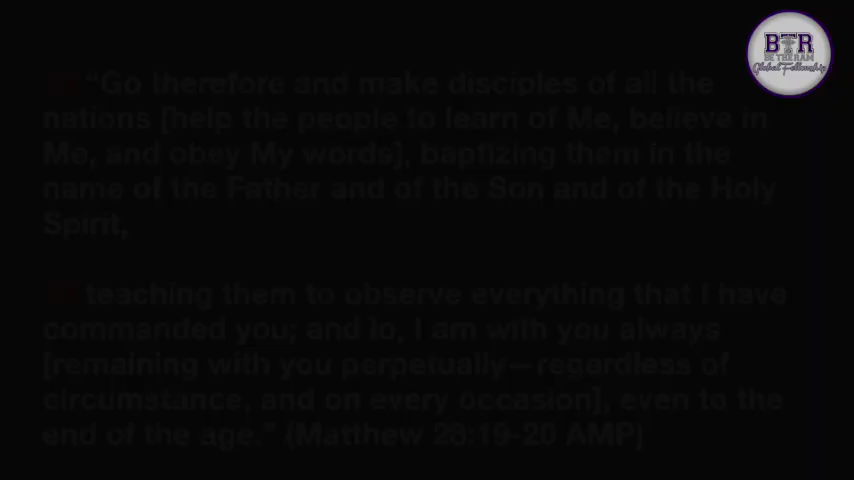 BTR
BE THE RAM
Global Fellowship
"Go therefore and make disciples of all the
nations [help the people to learn of Me, believe in
Me, and obey My words], baptizing them in the
name of the Father and of the Son and of the Holy
Spirit,
teaching them to observe everything that I have
commanded you; and lo, I am with you always
[remaining with you perpetually—regardless of
circumstance, and on every occasion], even to the
end of the age." (Matthew 28:19-20 AMP)